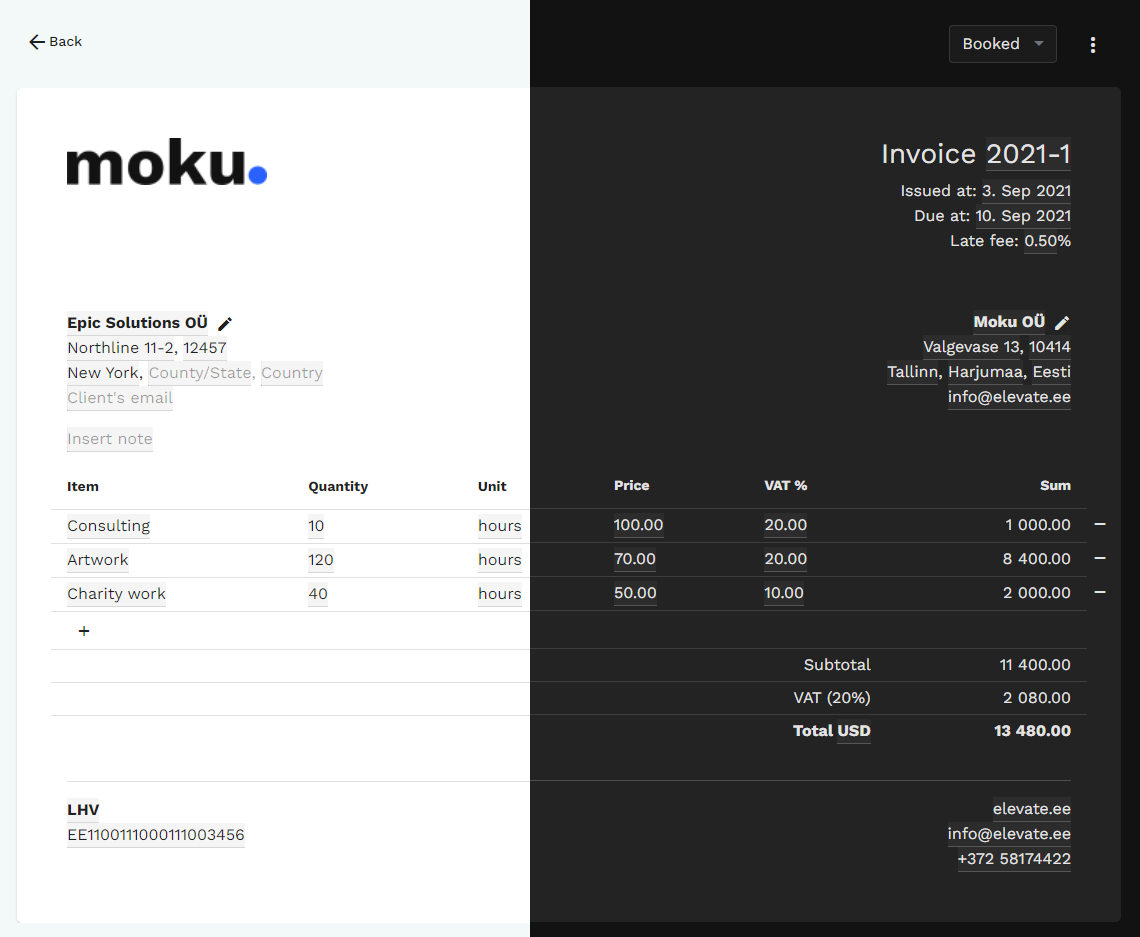 Back
Booked
moku.
Invoice 2021-1
Issued at: 3. Sep 2021
Due at: 10. Sep 2021
Late fee: 0.50%
Epic Solutions OÜ
Northline 11-2, 12457
New York, County/State, Country
Client's email
Insert note
Moku OÜ
Valgevase 13, 10414
Tallinn, Harjumaa, Eesti
info@elevate.ee
Item Quantity Unit Price VAT % Sum
Consulting 10 hours 100.00 20.00 1 000.00 −
Artwork 120 hours 70.00 20.00 8 400.00 −
Charity work 40 hours 50.00 10.00 2 000.00 −
+
Subtotal 11 400.00
VAT (20%) 2 080.00
Total USD 13 480.00
LHV
EE1100111000111003456
elevate.ee
info@elevate.ee
+372 58174422